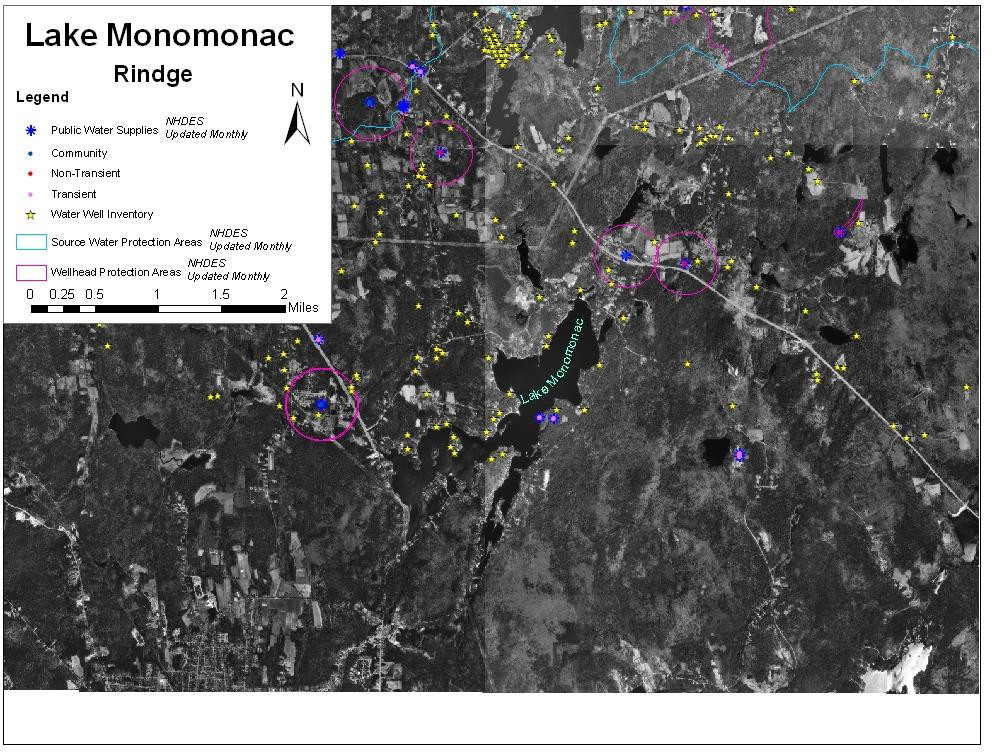 Lake Monomonac
Rindge
Legend
N
Public Water Supplies NHDES Updated Monthly
Community
Non-Transient
Transient
Water Well Inventory
Source Water Protection Areas NHDES Updated Monthly
Wellhead Protection Areas NHDES Updated Monthly
0 0.25 0.5 1 1.5 2
Miles
Lake Monomonac